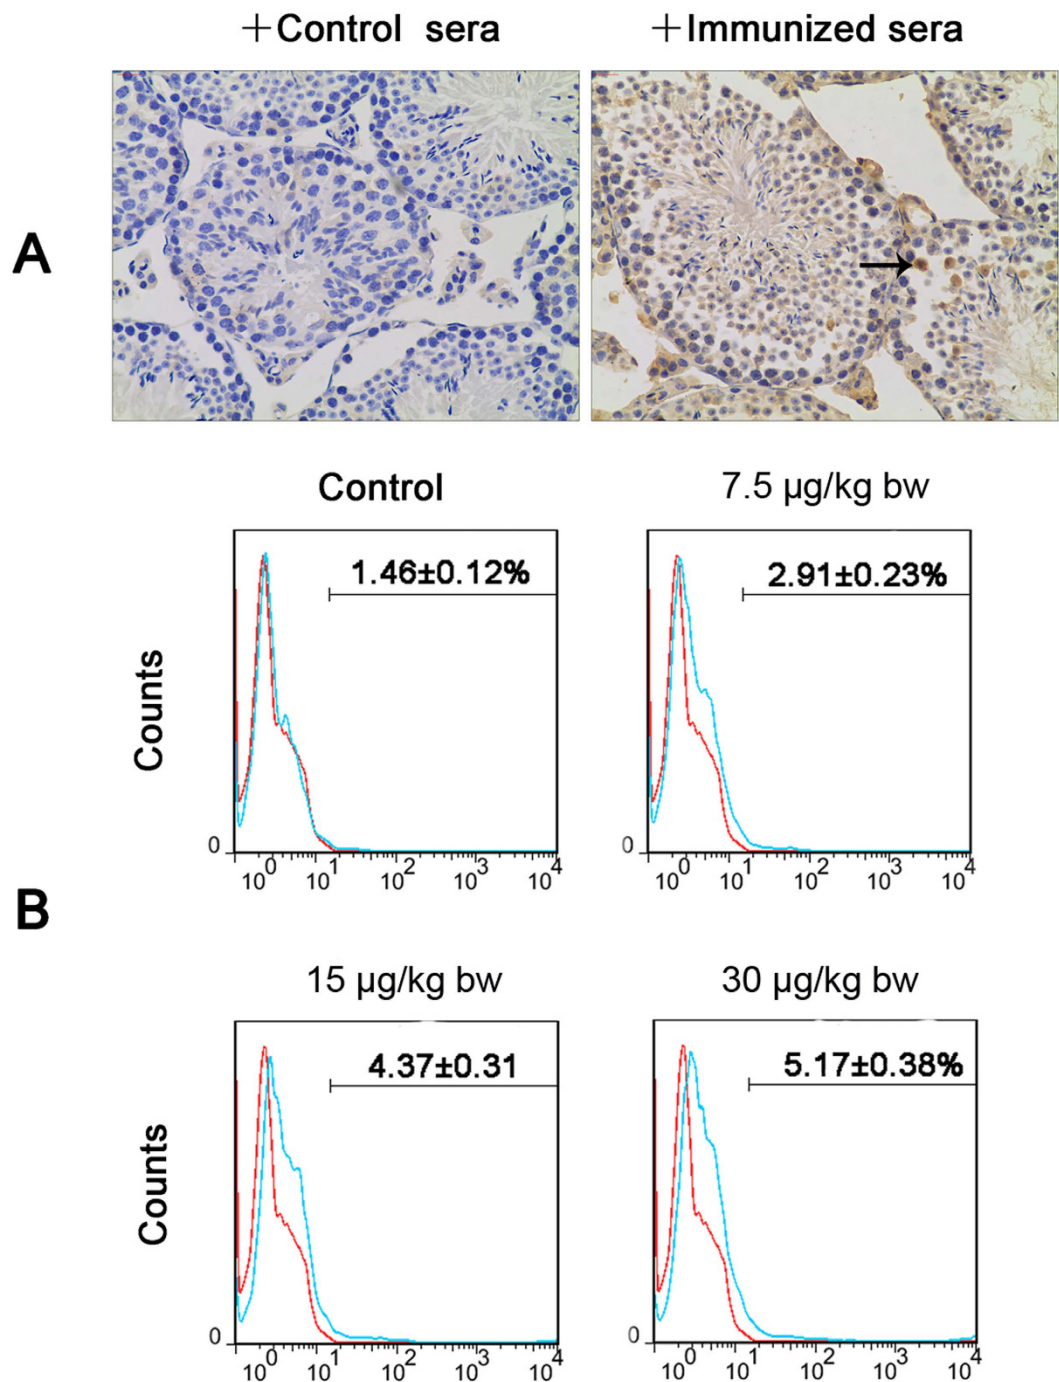 +Control sera
+Immunized sera
A
Control
7.5 µg/kg bw
1.46±0.12%
2.91±0.23%
Counts
0
10^0 10^1 10^2 10^3 10^4
0
10^0 10^1 10^2 10^3 10^4
B
15 µg/kg bw
30 µg/kg bw
4.37±0.31
5.17±0.38%
Counts
0
10^0 10^1 10^2 10^3 10^4
0
10^0 10^1 10^2 10^3 10^4